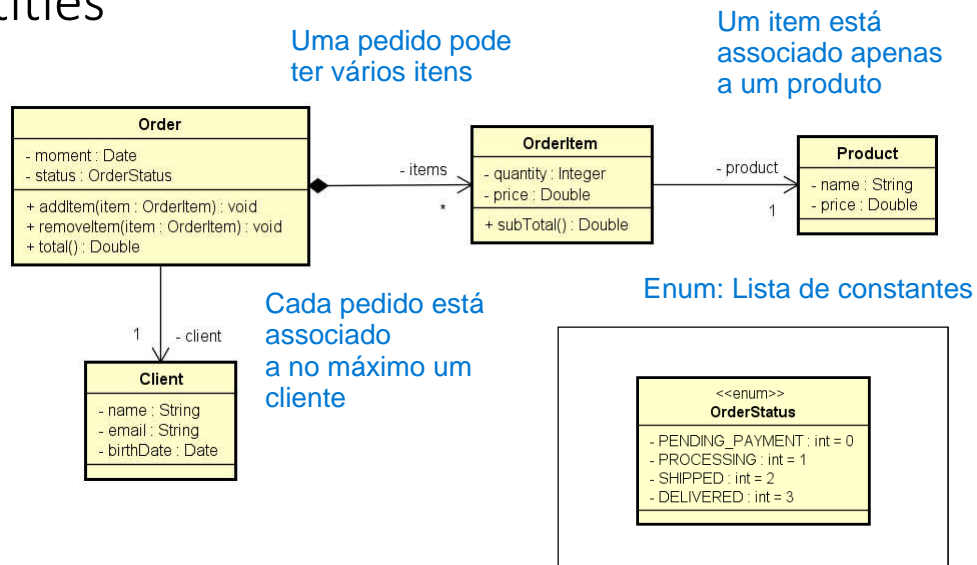 Uma pedido pode
ter vários itens
Um item está
associado apenas
a um produto
Order
- moment : Date
- status : OrderStatus
+ addItem(item : OrderItem) : void
+ removeItem(item : OrderItem) : void
+ total() : Double
- items
*
OrderItem
- quantity : Integer
- price : Double
+ subTotal() : Double
- product
1
Product
- name : String
- price : Double
1
- client
Client
- name : String
- email : String
- birthDate : Date
Cada pedido está
associado
a no máximo um
cliente
Enum: Lista de constantes
<<enum>>
OrderStatus
- PENDING_PAYMENT : int = 0
- PROCESSING : int = 1
- SHIPPED : int = 2
- DELIVERED : int = 3